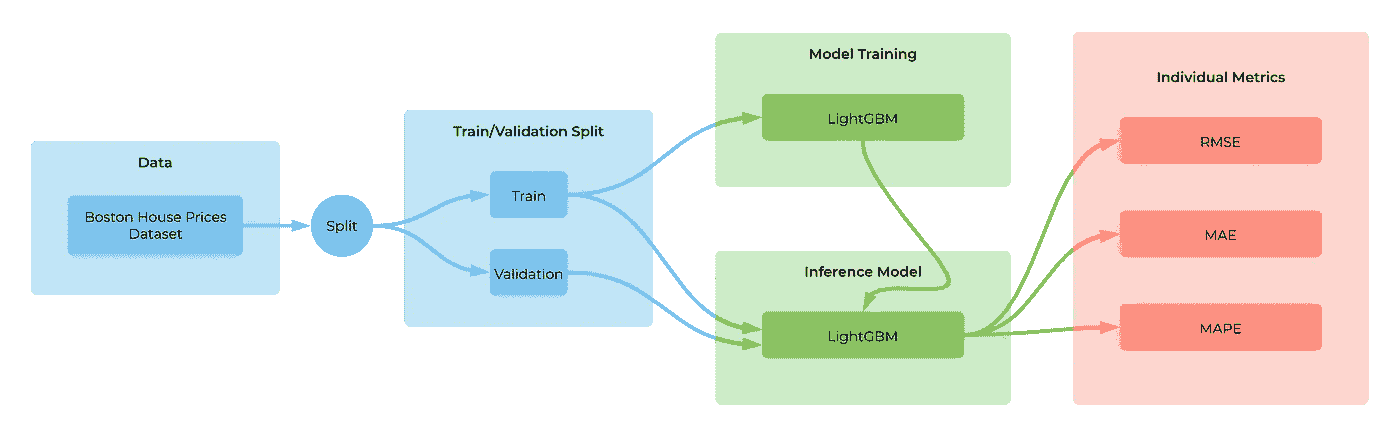 Data
Boston House Prices
Dataset
Split
Train/Validation Split
Train
Validation
Model Training
LightGBM
Inference Model
LightGBM
Individual Metrics
RMSE
MAE
MAPE